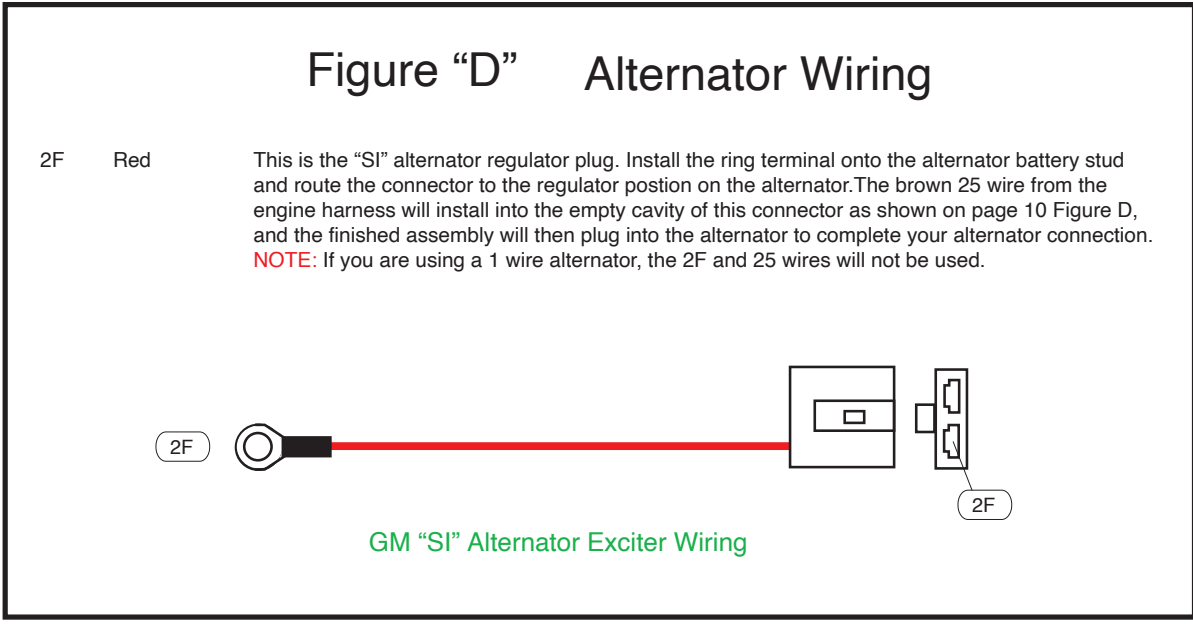 Figure “D” Alternator Wiring
2F Red This is the “SI” alternator regulator plug. Install the ring terminal onto the alternator battery stud
and route the connector to the regulator postion on the alternator.The brown 25 wire from the
engine harness will install into the empty cavity of this connector as shown on page 10 Figure D,
and the finished assembly will then plug into the alternator to complete your alternator connection.
NOTE: If you are using a 1 wire alternator, the 2F and 25 wires will not be used.
2F
2F
GM “SI” Alternator Exciter Wiring